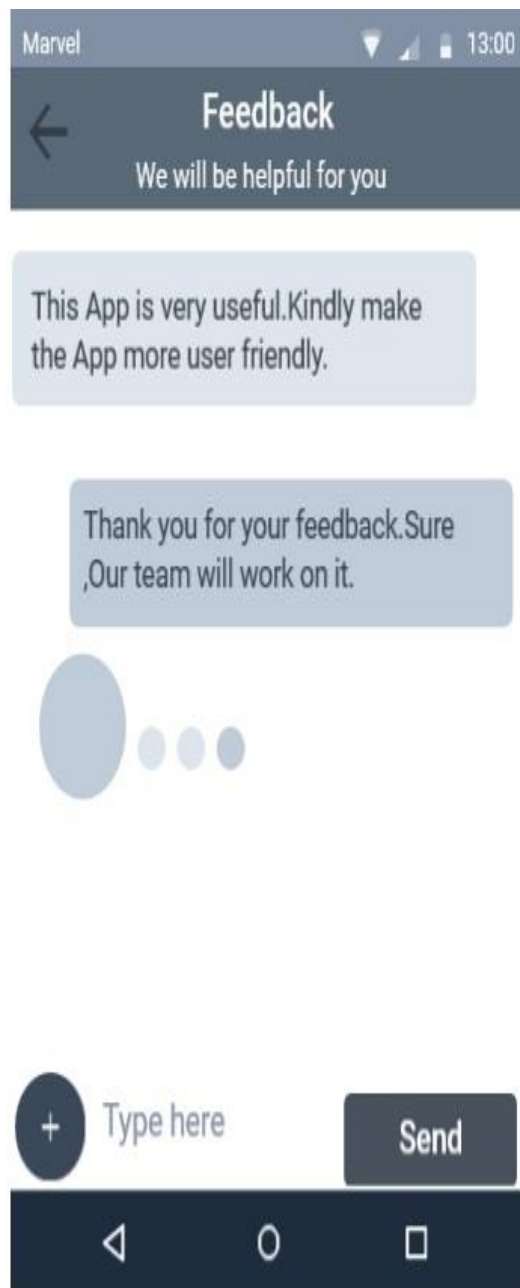 Marvel 13:00
Feedback
We will be helpful for you
This App is very useful.Kindly make
the App more user friendly.
Thank you for your feedback.Sure
,Our team will work on it.
+ Type here Send